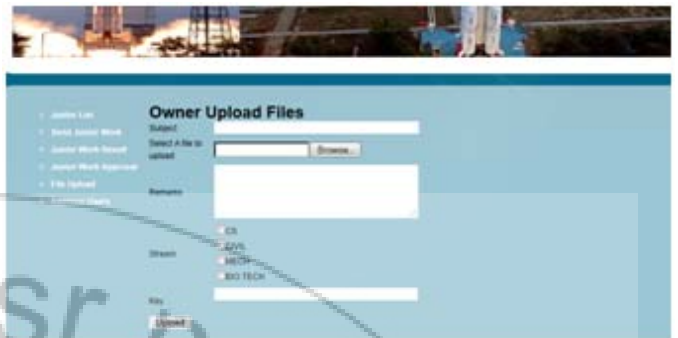 Owner Upload Files
Junior List
Send Junior Work
Junior Work Result
Junior Work Approval
File Upload
Subject
Select A file to upload
Browse...
Remarks
Stream
CS
CIVIL
MECH
BIO TECH
Key
Upload
sr